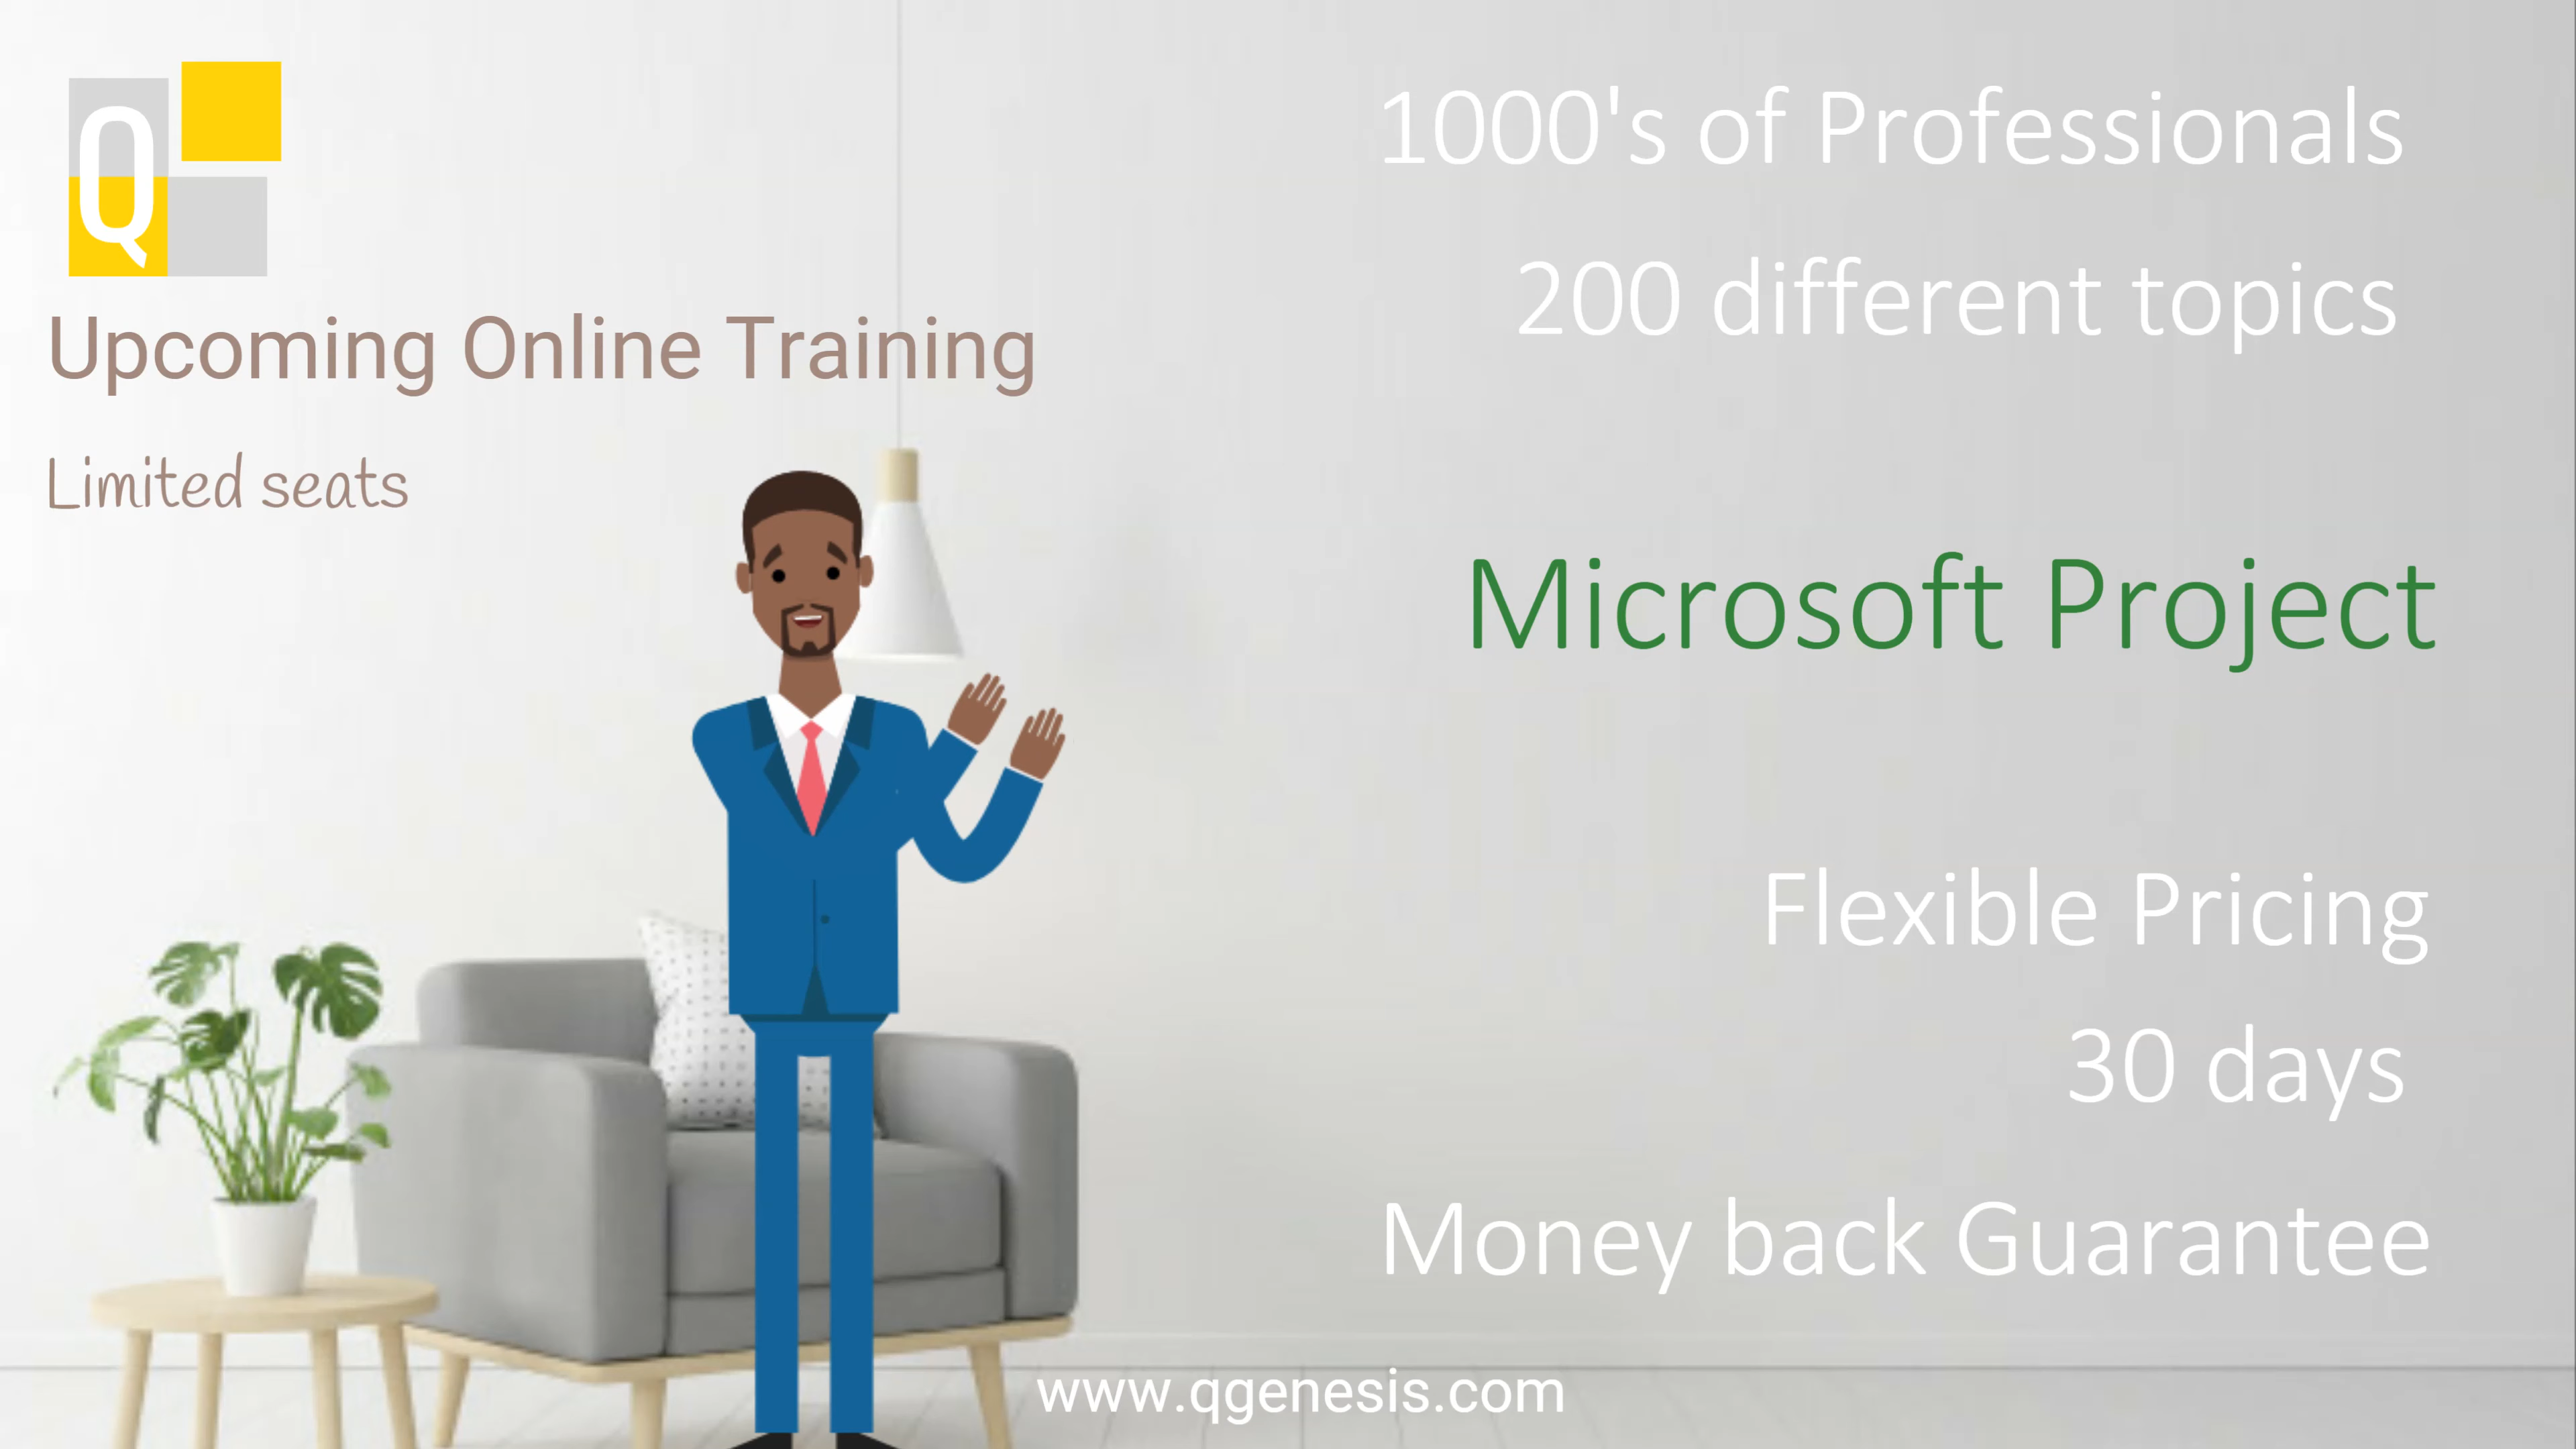 Q
Upcoming Online Training
Limited seats
1000's of Professionals
200 different topics
Microsoft Project
Flexible Pricing
30 days
Money back Guarantee
www.qgenesis.com